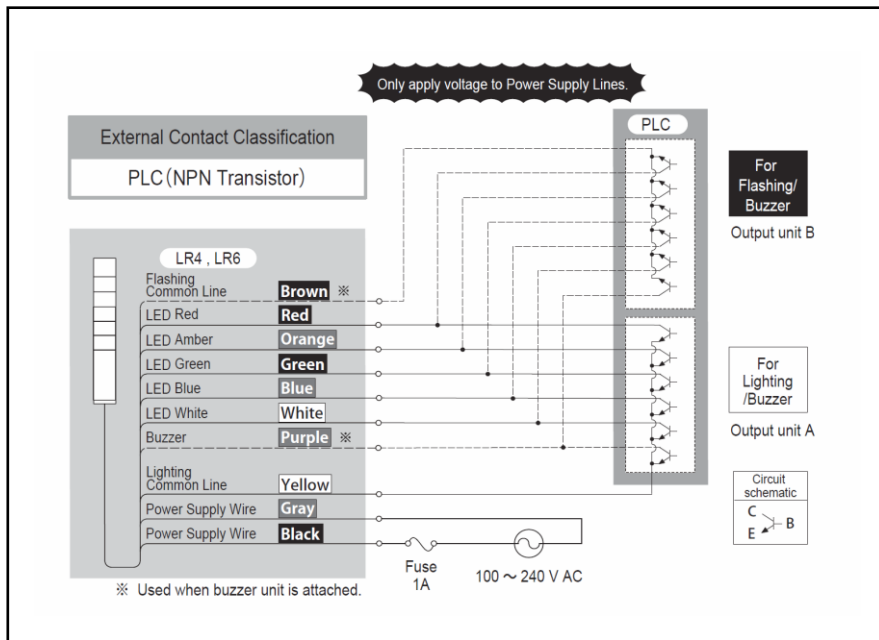 Only apply voltage to Power Supply Lines.
External Contact Classification
PLC(NPN Transistor)
PLC
For
Flashing/
Buzzer
Output unit B
LR4 , LR6
Flashing
Common Line Brown ※
LED Red Red
LED Amber Orange
LED Green Green
LED Blue Blue
LED White White
Buzzer Purple ※
Lighting
Common Line Yellow
Power Supply Wire Gray
Power Supply Wire Black
※ Used when buzzer unit is attached.
Fuse
1A
100 ～ 240 V AC
For
Lighting
/Buzzer
Output unit A
Circuit
schematic
C
B
E